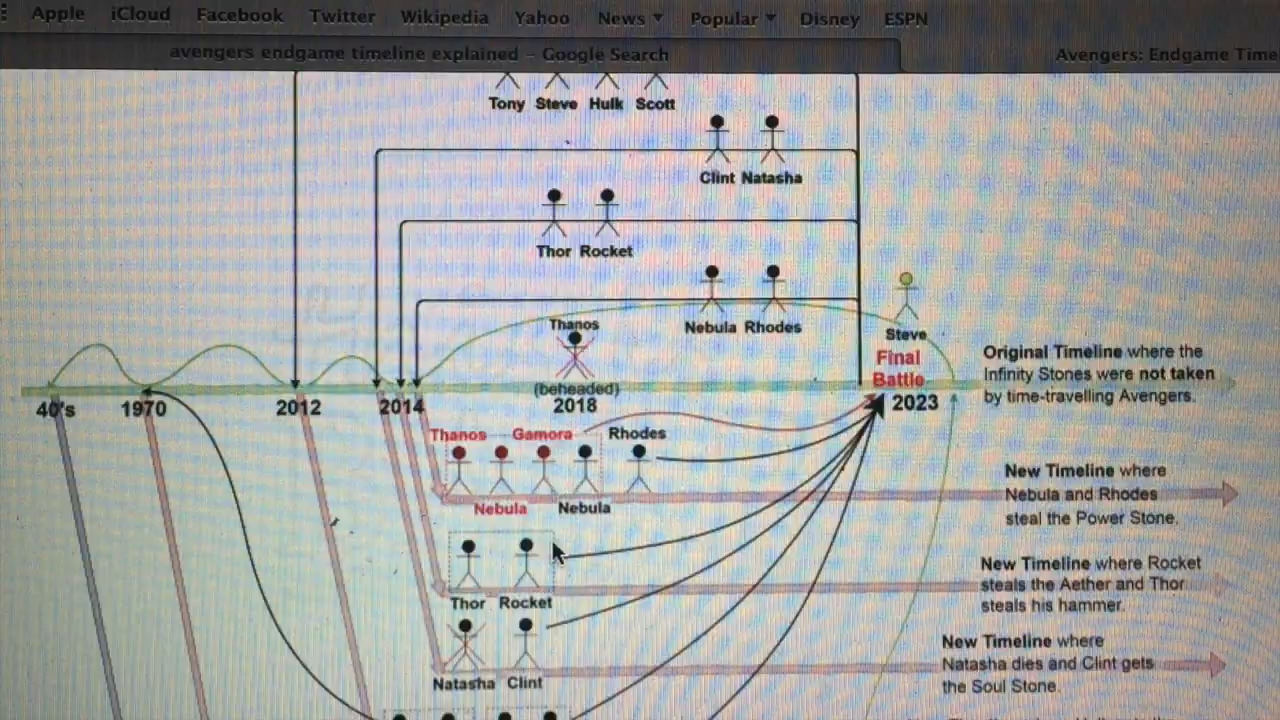 Apple iCloud Facebook Twitter Wikipedia Yahoo News Popular Disney ESPN
avengers endgame timeline explained – Google Search
Avengers: Endgame Time
Tony Steve Hulk Scott
Clint Natasha
Thor Rocket
Nebula Rhodes
Thanos
(beheaded)
Steve
Final
Battle
40's 1970 2012 2014 2018 2023
Original Timeline where the
Infinity Stones were not taken
by time-travelling Avengers.
Thanos Gamora Rhodes
Nebula Nebula
New Timeline where
Nebula and Rhodes
steal the Power Stone.
Thor Rocket
New Timeline where Rocket
steals the Aether and Thor
steals his hammer.
Natasha Clint
New Timeline where
Natasha dies and Clint gets
the Soul Stone.